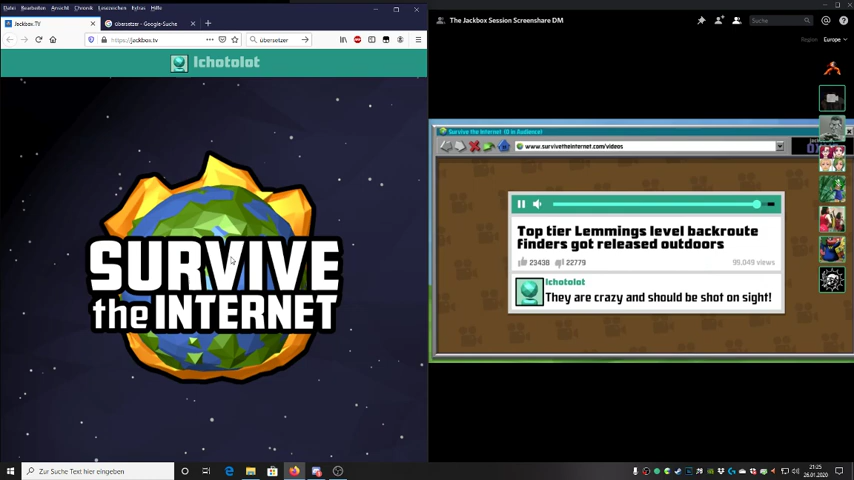 Datei Bearbeiten Ansicht Chronik Lesezeichen Extras Hilfe
Jackbox.TV
übersetzer - Google-Suche
https://jackbox.tv
übersetzer
Ichotolot
SURVIVE
the INTERNET
The Jackbox Session Screenshare DM
Suche
Region Europe
Survive the Internet (0 in Audience)
www.survivetheinternet.com/videos
Top tier Lemmings level backroute
finders got released outdoors
23438 22779 99,049 views
Ichotolot
They are crazy and should be shot on sight!
Zur Suche Text hier eingeben
21:25
26.01.2020